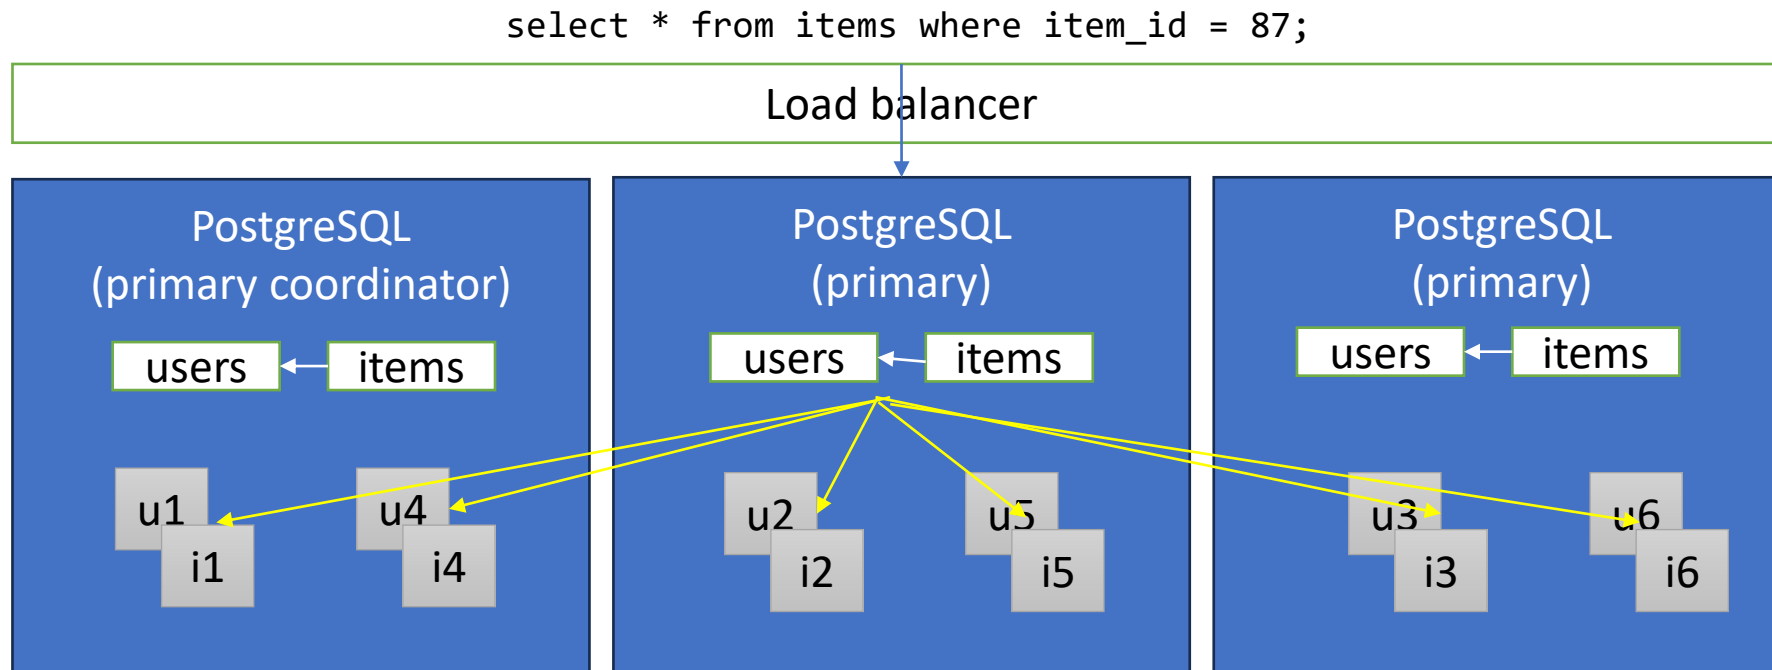 select * from items where item_id = 87;
Load balancer
PostgreSQL
(primary coordinator)
users
items
u1
i1
u4
i4
PostgreSQL
(primary)
users
items
u2
i2
u5
i5
PostgreSQL
(primary)
users
items
u3
i3
u6
i6